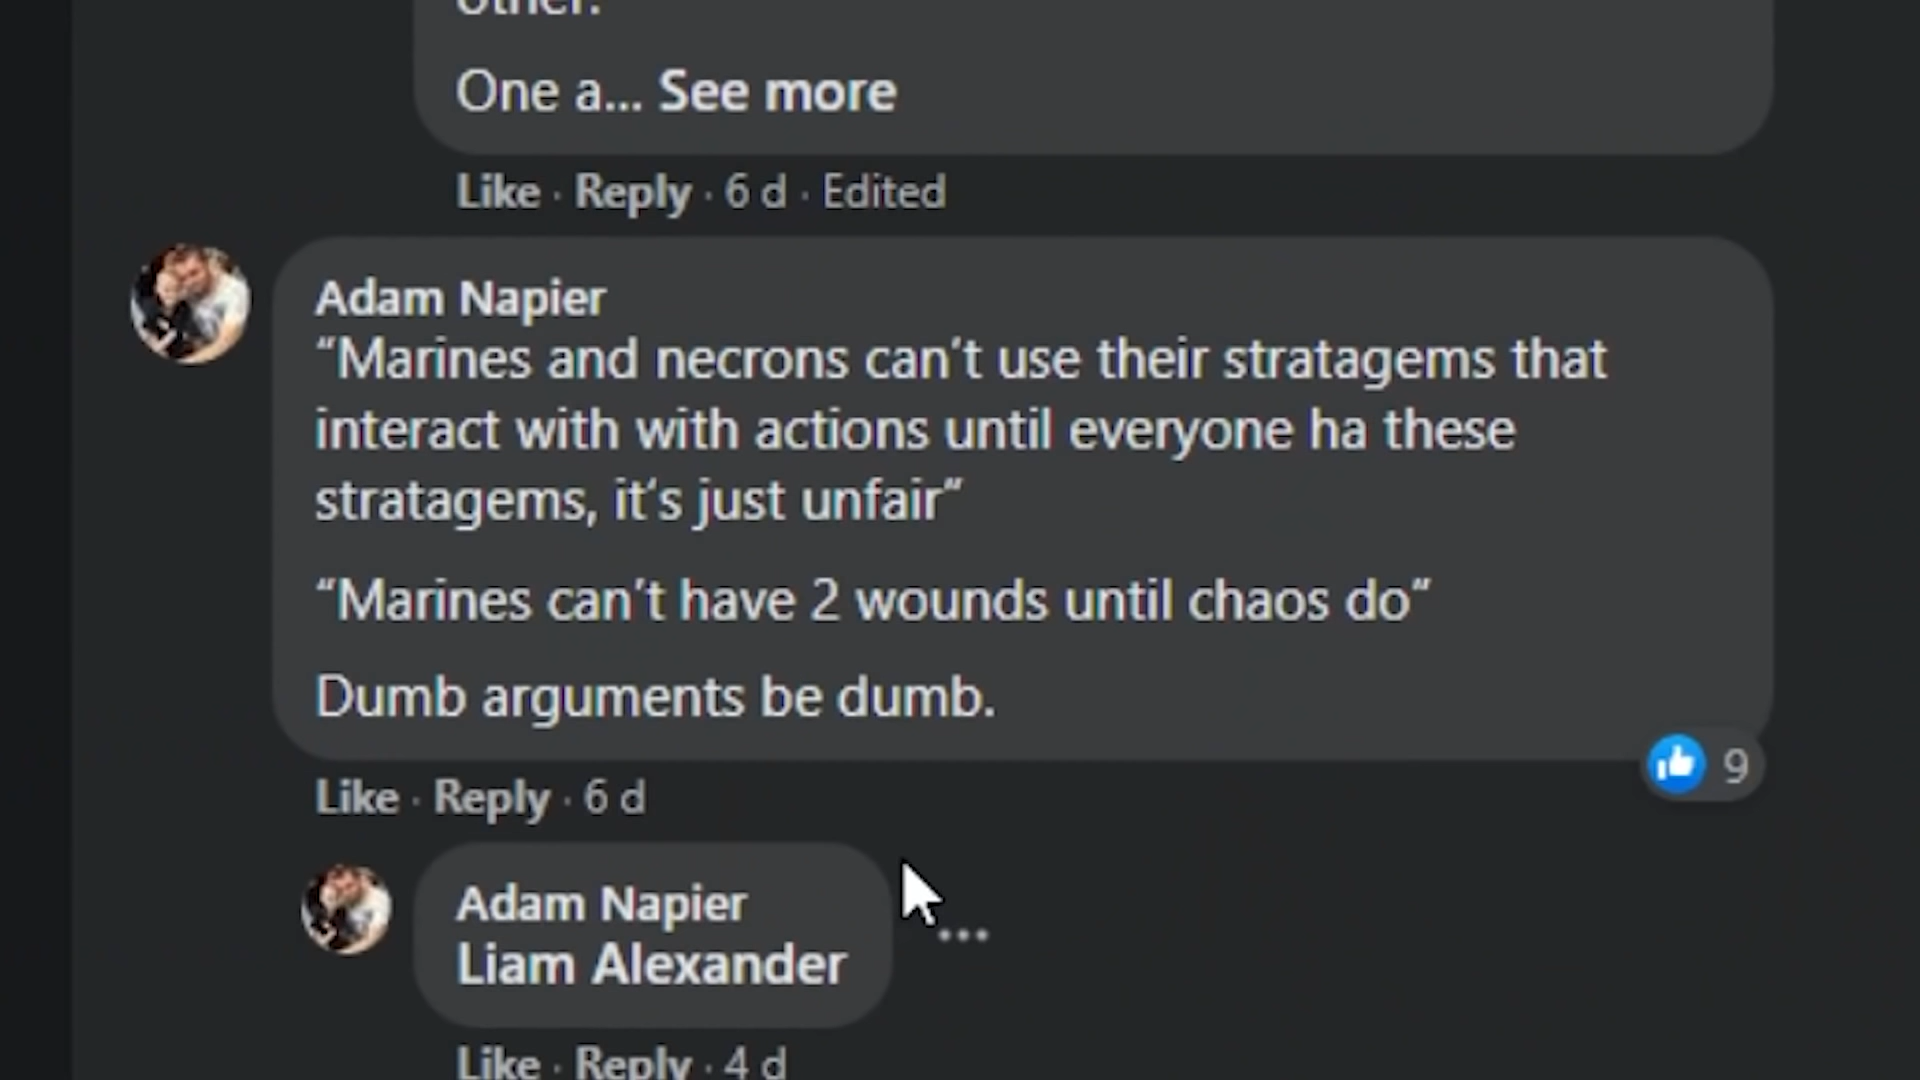 other.
One a... See more
Like · Reply · 6 d · Edited
Adam Napier
“Marines and necrons can’t use their stratagems that
interact with with actions until everyone ha these
stratagems, it‘s just unfair”
“Marines can’t have 2 wounds until chaos do”
Dumb arguments be dumb.
9
Like · Reply · 6 d
Adam Napier
Liam Alexander
Like · Reply · 4 d